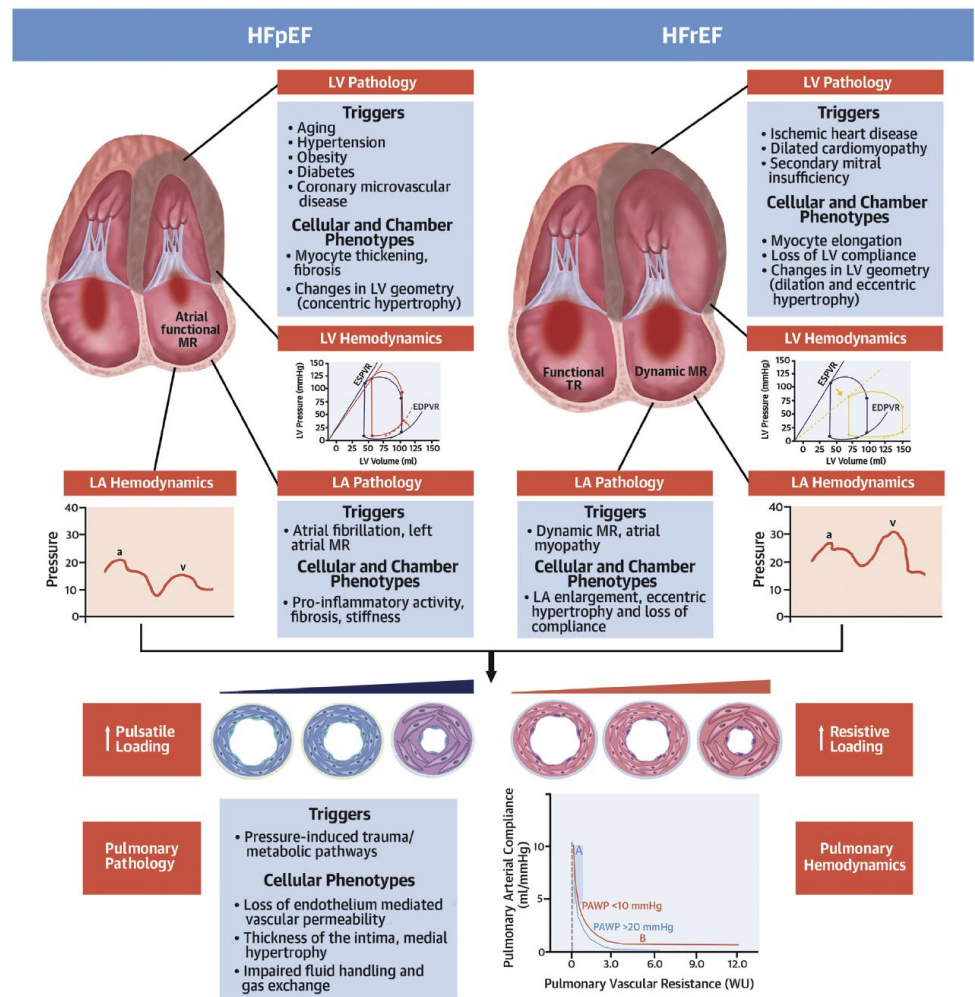 HFpEF
HFrEF
LV Pathology
Triggers
• Aging
• Hypertension
• Obesity
• Diabetes
• Coronary microvascular
disease
Cellular and Chamber
Phenotypes
• Myocyte thickening,
fibrosis
• Changes in LV geometry
(concentric hypertrophy)
Atrial
functional
MR
LV Hemodynamics
LV Pressure (mmHg)
150
125
100
75
50
25
0
ESPVR
EDPVR
0 25 50 75 100 125 150
LV Volume (ml)
LV Pathology
Triggers
• Ischemic heart disease
• Dilated cardiomyopathy
• Secondary mitral
insufficiency
Cellular and Chamber
Phenotypes
• Myocyte elongation
• Loss of LV compliance
• Changes in LV geometry
(dilation and eccentric
hypertrophy)
Functional
TR
Dynamic MR
LV Hemodynamics
LV Pressure (mmHg)
150
125
100
75
50
25
0
ESPVR
EDPVR
0 25 50 75 100 125 150
LV Volume (ml)
LA Hemodynamics
Pressure
40
30
20
10
0
a
v
LA Pathology
Triggers
• Atrial fibrillation, left
atrial MR
Cellular and Chamber
Phenotypes
• Pro-inflammatory activity,
fibrosis, stiffness
LA Pathology
Triggers
• Dynamic MR, atrial
myopathy
Cellular and Chamber
Phenotypes
• LA enlargement, eccentric
hypertrophy and loss of
compliance
LA Hemodynamics
Pressure
40
30
20
10
0
a
v
↑ Pulsatile
Loading
↑ Resistive
Loading
Pulmonary
Pathology
Triggers
• Pressure-induced trauma/
metabolic pathways
Cellular Phenotypes
• Loss of endothelium mediated
vascular permeability
• Thickness of the intima, medial
hypertrophy
• Impaired fluid handling and
gas exchange
Pulmonary Arterial Compliance
(ml/mmHg)
10
5
0
A
PAWP <10 mmHg
PAWP >20 mmHg
B
0 3.0 6.0 9.0 12.0
Pulmonary Vascular Resistance (WU)
Pulmonary
Hemodynamics